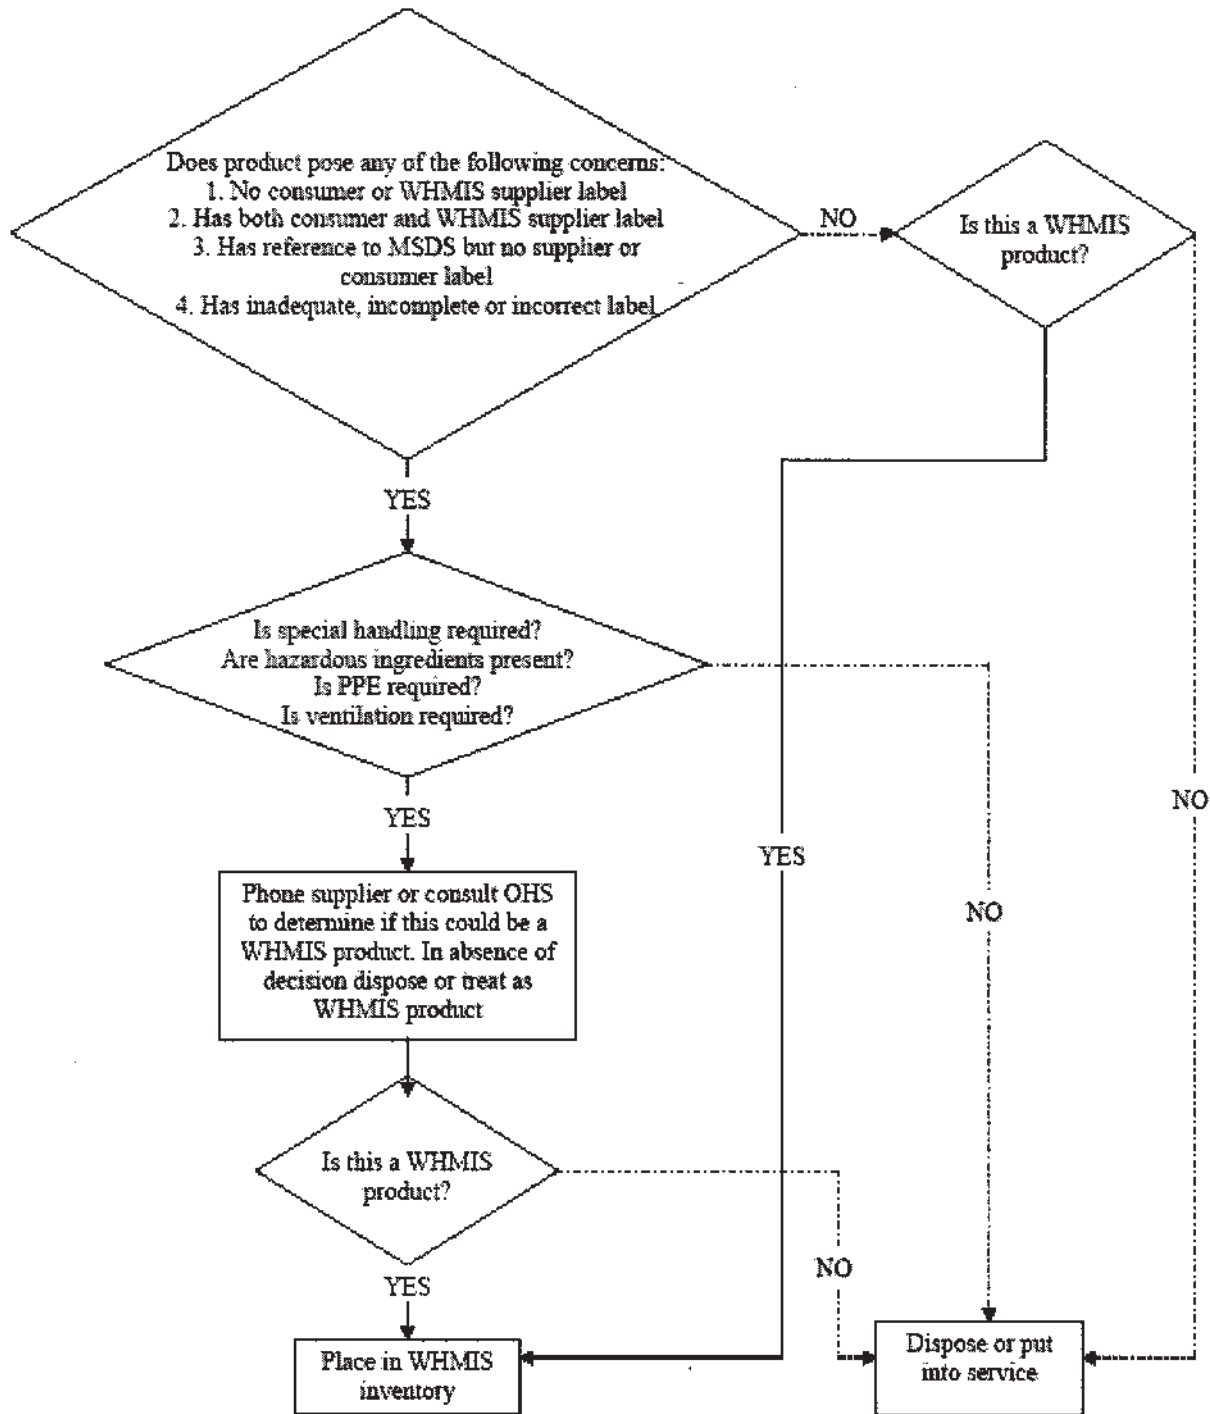 Does product pose any of the following concerns:
1. No consumer or WHMIS supplier label
2. Has both consumer and WHMIS supplier label
3. Has reference to MSDS but no supplier or
consumer label
4. Has inadequate, incomplete or incorrect label
NO
Is this a WHMIS
product?
YES
Is special handling required?
Are hazardous ingredients present?
Is PPE required?
Is ventilation required?
YES
NO
YES
NO
Phone supplier or consult OHS
to determine if this could be a
WHMIS product. In absence of
decision dispose or treat as
WHMIS product
Is this a WHMIS
product?
NO
YES
Place in WHMIS
inventory
Dispose or put
into service